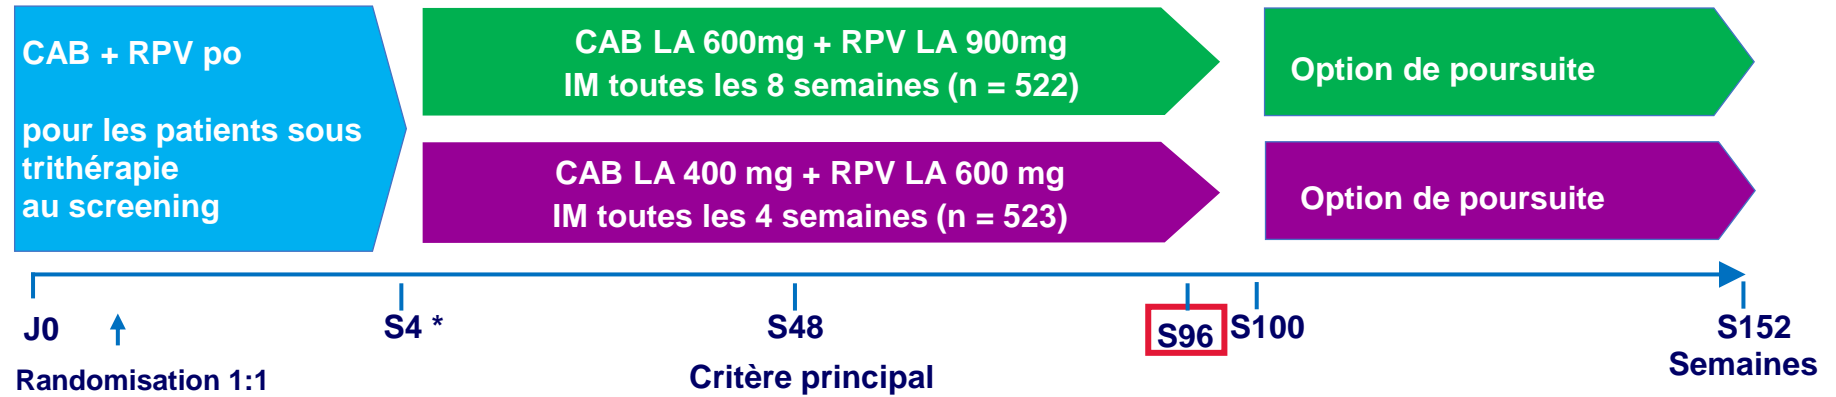 CAB + RPV po
pour les patients sous
trithérapie
au screening
CAB LA 600mg + RPV LA 900mg
IM toutes les 8 semaines (n = 522)
Option de poursuite
CAB LA 400 mg + RPV LA 600 mg
IM toutes les 4 semaines (n = 523)
Option de poursuite
J0
S4 *
S48
S96
S100
S152
Randomisation 1:1
Critère principal
Semaines